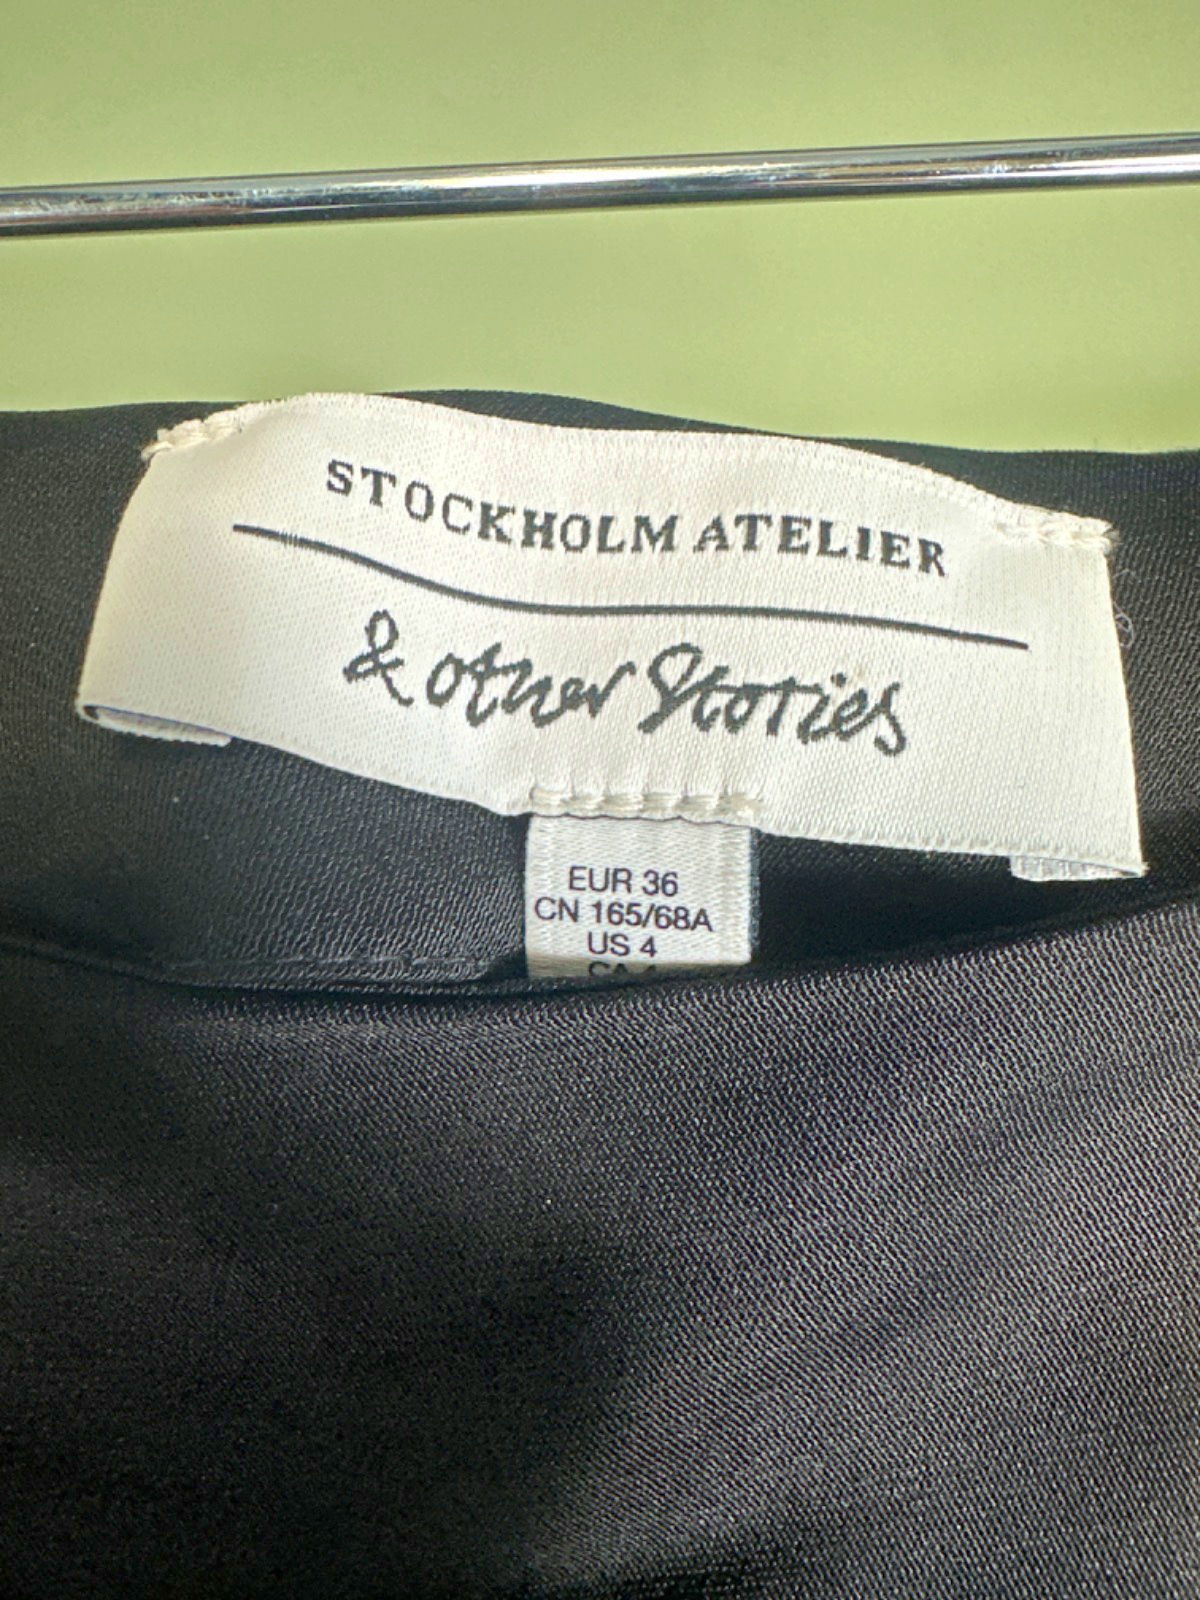 STOCKHOLM ATELIER
& other Stories
EUR 36
CN 165/68A
US 4